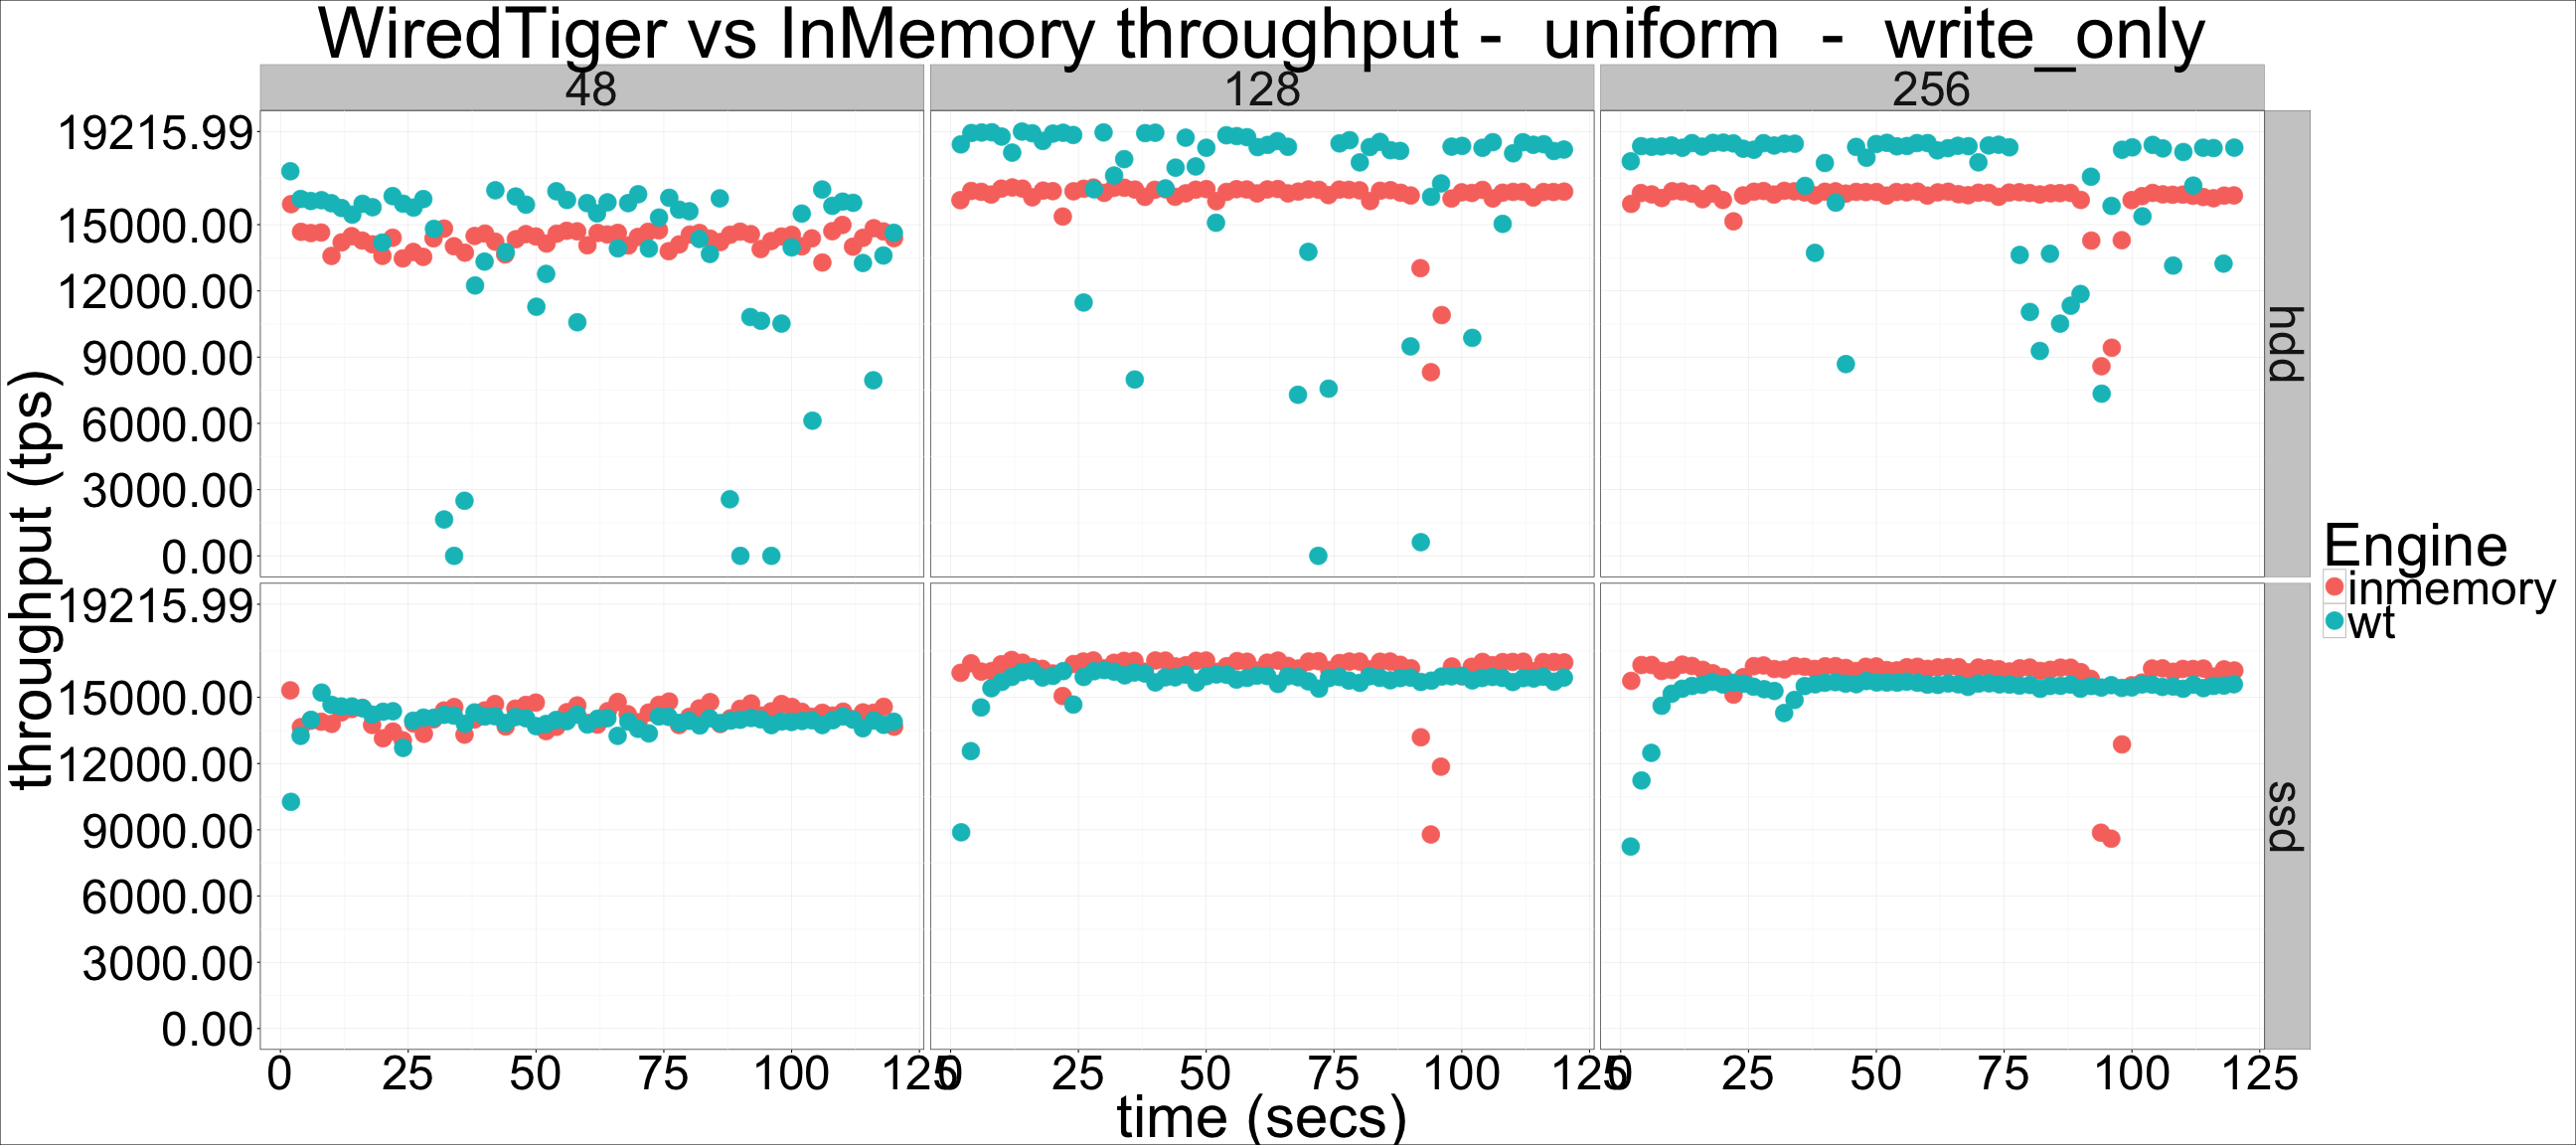 WiredTiger vs InMemory throughput - uniform - write_only
48 128 256
19215.99
15000.00
12000.00
9000.00
6000.00
3000.00
0.00
hdd
19215.99
15000.00
12000.00
9000.00
6000.00
3000.00
0.00
ssd
0 25 50 75 100 125 0 25 50 75 100 125 0 25 50 75 100 125
time (secs)
throughput (tps)
Engine
inmemory
wt